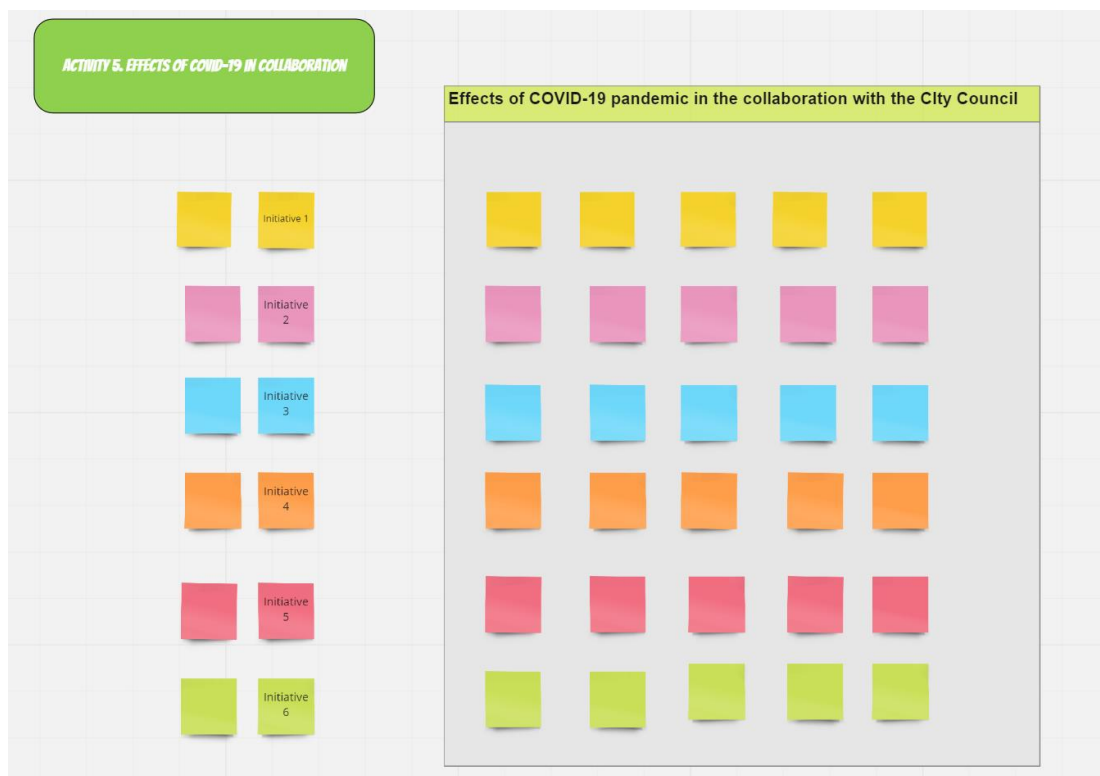 ACTIVITY 5. EFFECTS OF COVID-19 IN COLLABORATION
Effects of COVID-19 pandemic in the collaboration with the CIty Council
Initiative 1
Initiative
2
Initiative
3
Initiative
4
Initiative
5
Initiative
6